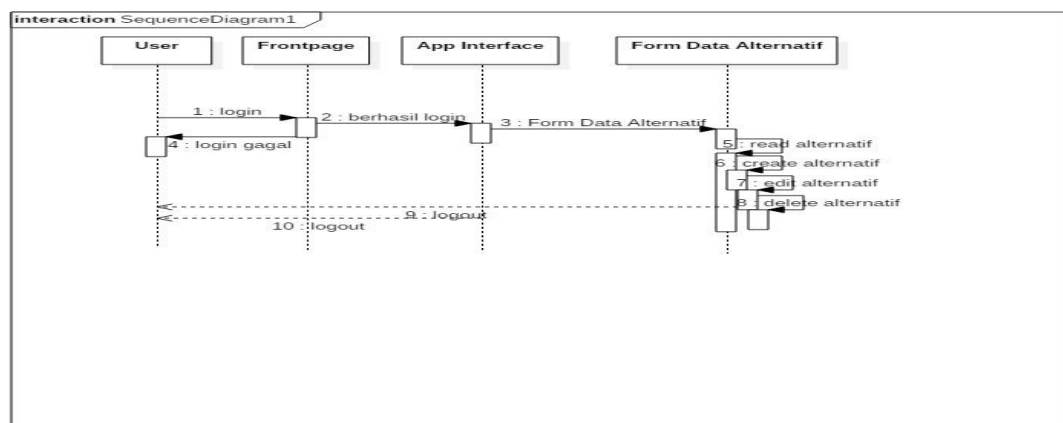 interaction SequenceDiagram1
User
Frontpage
App Interface
Form Data Alternatif
1 : login
2 : berhasil login
3 : Form Data Alternatif
4 : login gagal
5 : read alternatif
6 : create alternatif
7 : edit alternatif
8 : delete alternatif
9 : logout
10 : logout